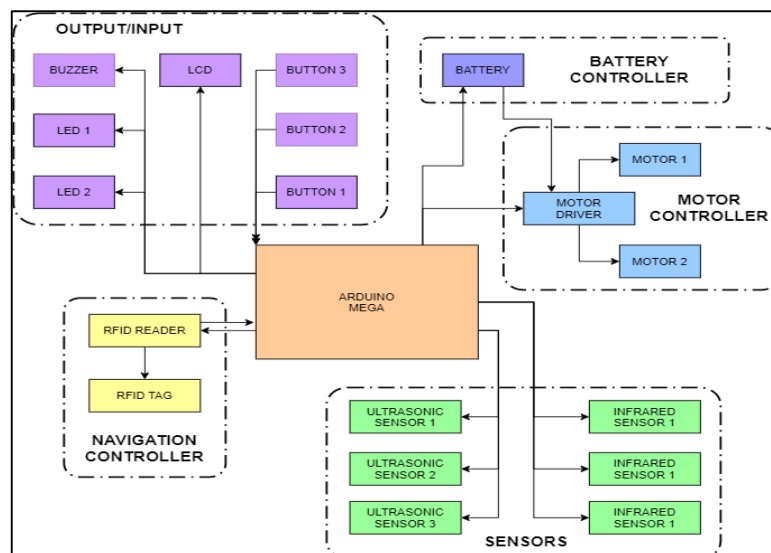 OUTPUT/INPUT
BUZZER
LCD
BUTTON 3
LED 1
BUTTON 2
LED 2
BUTTON 1
BATTERY
BATTERY
CONTROLLER
MOTOR 1
MOTOR
DRIVER
MOTOR
CONTROLLER
MOTOR 2
ARDUINO
MEGA
RFID READER
RFID TAG
NAVIGATION
CONTROLLER
ULTRASONIC
SENSOR 1
INFRARED
SENSOR 1
ULTRASONIC
SENSOR 2
INFRARED
SENSOR 1
ULTRASONIC
SENSOR 3
INFRARED
SENSOR 1
SENSORS